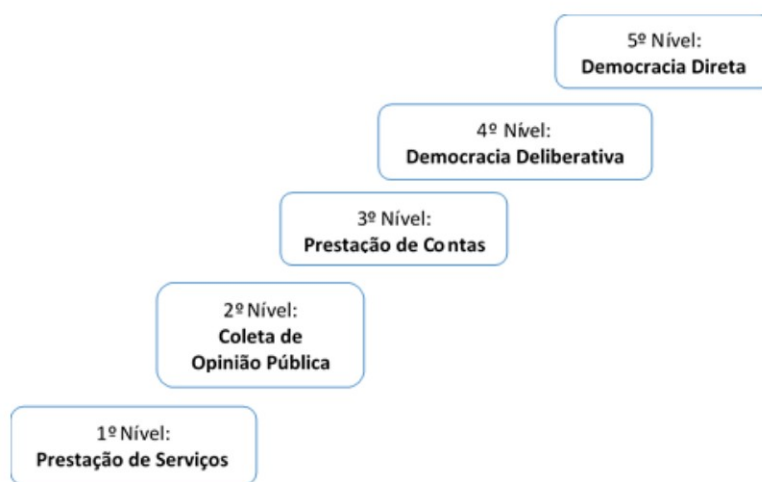 5º Nível:
Democracia Direta
4º Nível:
Democracia Deliberativa
3º Nível:
Prestação de Contas
2º Nível:
Coleta de
Opinião Pública
1º Nível:
Prestação de Serviços